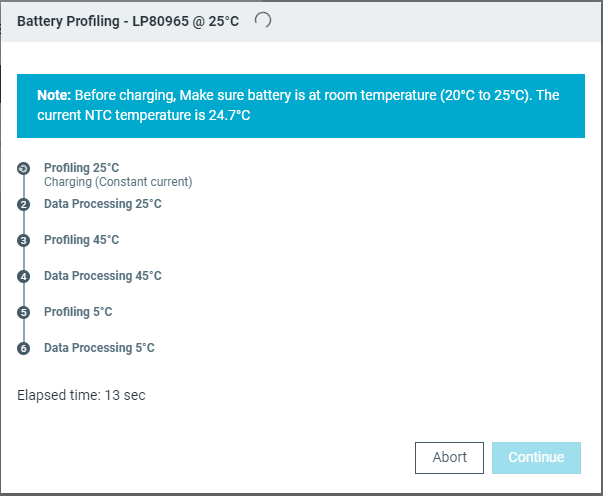 Battery Profiling - LP80965 @ 25°C
Note: Before charging, Make sure battery is at room temperature (20°C to 25°C). The
current NTC temperature is 24.7°C
Profiling 25°C
Charging (Constant current)
2 Data Processing 25°C
3 Profiling 45°C
4 Data Processing 45°C
5 Profiling 5°C
6 Data Processing 5°C
Elapsed time: 13 sec
Abort Continue